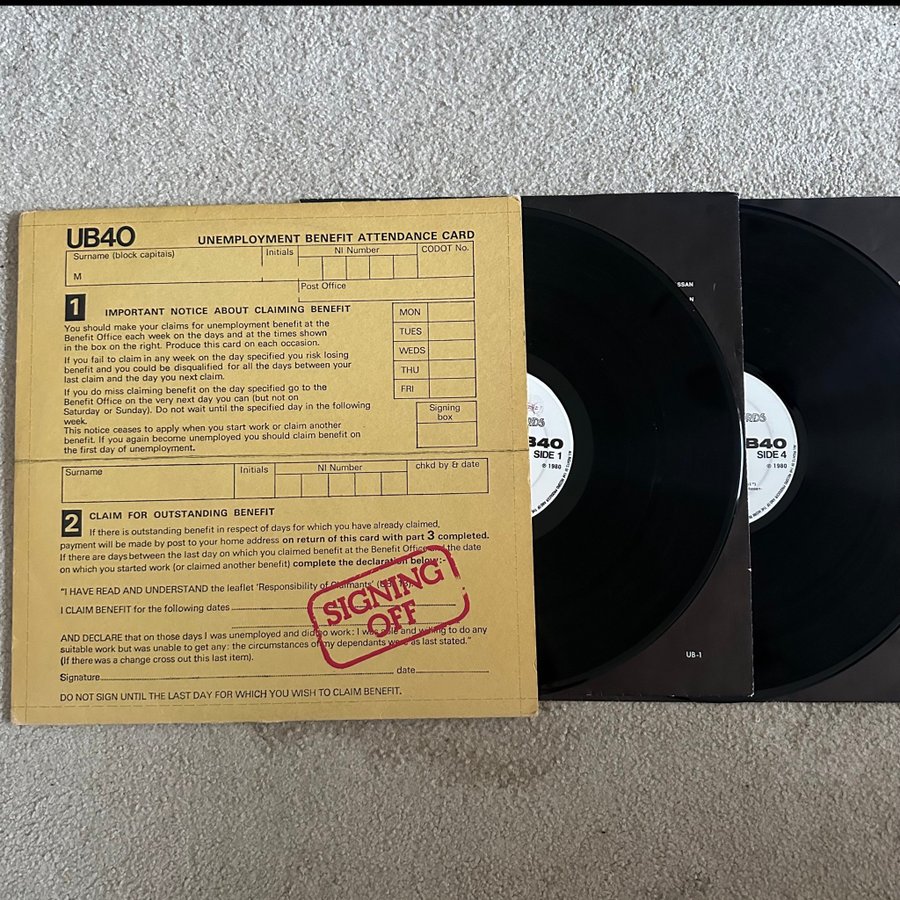 UB40
UNEMPLOYMENT BENEFIT ATTENDANCE CARD
Surname (block capitals)
Initials
NI Number
CODOT No.
M
Post Office
1
IMPORTANT NOTICE ABOUT CLAIMING BENEFIT
You should make your claims for unemployment benefit at the
Benefit Office each week on the days and at the times shown
in the box on the right. Produce this card on each occasion.
If you fail to claim in any week on the day specified you risk losing
benefit and you could be disqualified for all the days between your
last claim and the day you next claim.
If you do miss claiming benefit on the day specified go to the
Benefit Office on the very next day you can (but not on
Saturday or Sunday). Do not wait until the specified day in the following
week.
This notice ceases to apply when you start work or claim another
benefit. If you again become unemployed you should claim benefit on
the first day of unemployment.
MON
TUES
WEDS
THU
FRI
Signing
box
Surname
Initials
NI Number
chkd by & date
2
CLAIM FOR OUTSTANDING BENEFIT
If there is outstanding benefit in respect of days for which you have already claimed,
payment will be made by post to your home address on return of this card with part 3 completed.
If there are days between the last day on which you claimed benefit at the Benefit Office and the date
on which you started work (or claimed another benefit) complete the declaration below:-
"I HAVE READ AND UNDERSTAND the leaflet 'Responsibility of Claimants'
I CLAIM BENEFIT for the following dates
AND DECLARE that on those days I was unemployed and did no work: I was able and willing to do any
suitable work but was unable to get any: the circumstances of my dependants were as last stated."
(If there was a change cross out this last item).
Signature
date
DO NOT SIGN UNTIL THE LAST DAY FOR WHICH YOU WISH TO CLAIM BENEFIT.
SIGNING
OFF
SSAN
RDS
B40
SIDE 1
℗ 1980
UB-1
RDS
B40
SIDE 4
℗ 1980